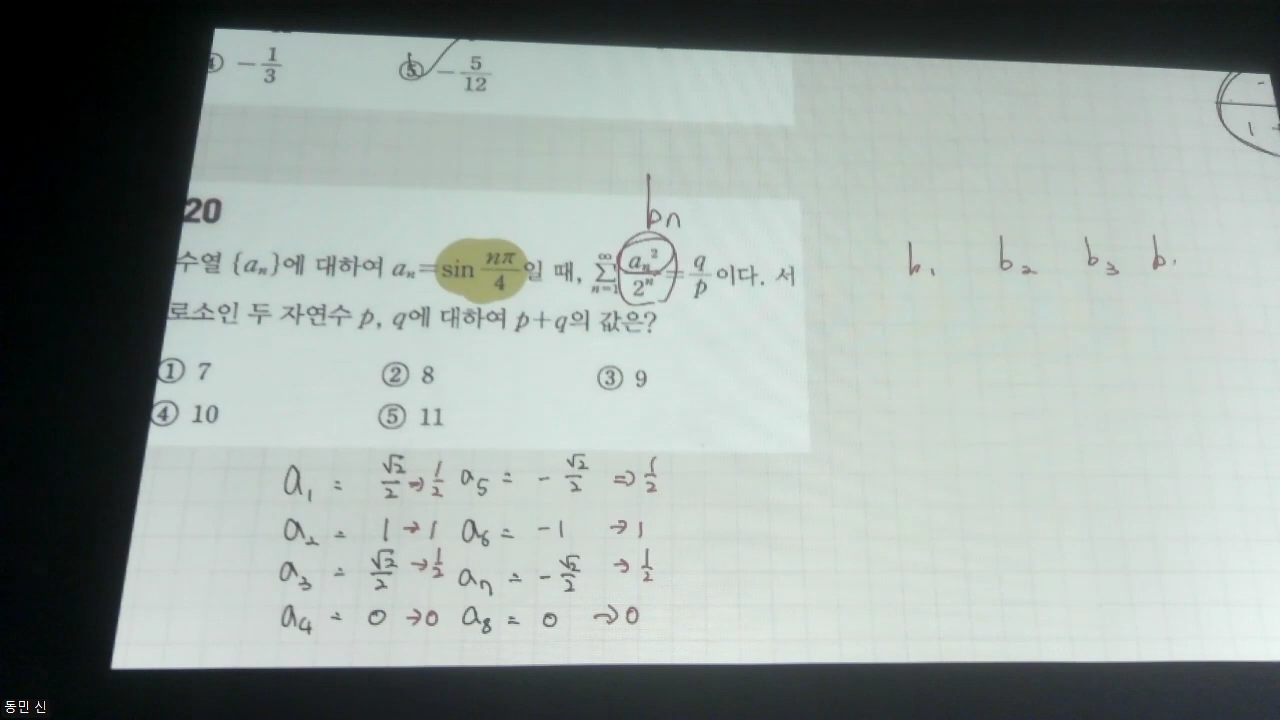 ④ -1/3 ⑤ -5/12
20
bn
수열 {aₙ}에 대하여 aₙ=sin nπ/4일 때, ∑ₙ₌₁^∞ aₙ²/2ⁿ = q/p이다. 서
로소인 두 자연수 p, q에 대하여 p+q의 값은?
b₁ b₂ b₃ b
① 7 ② 8 ③ 9
④ 10 ⑤ 11
a₁ = √2/2 → 1/2 a₅ = -√2/2 ⇒ 1/2
a₂ = 1 → 1 a₆ = -1 → 1
a₃ = √2/2 → 1/2 a₇ = -√2/2 → 1/2
a₄ = 0 → 0 a₈ = 0 → 0
1
동민 신